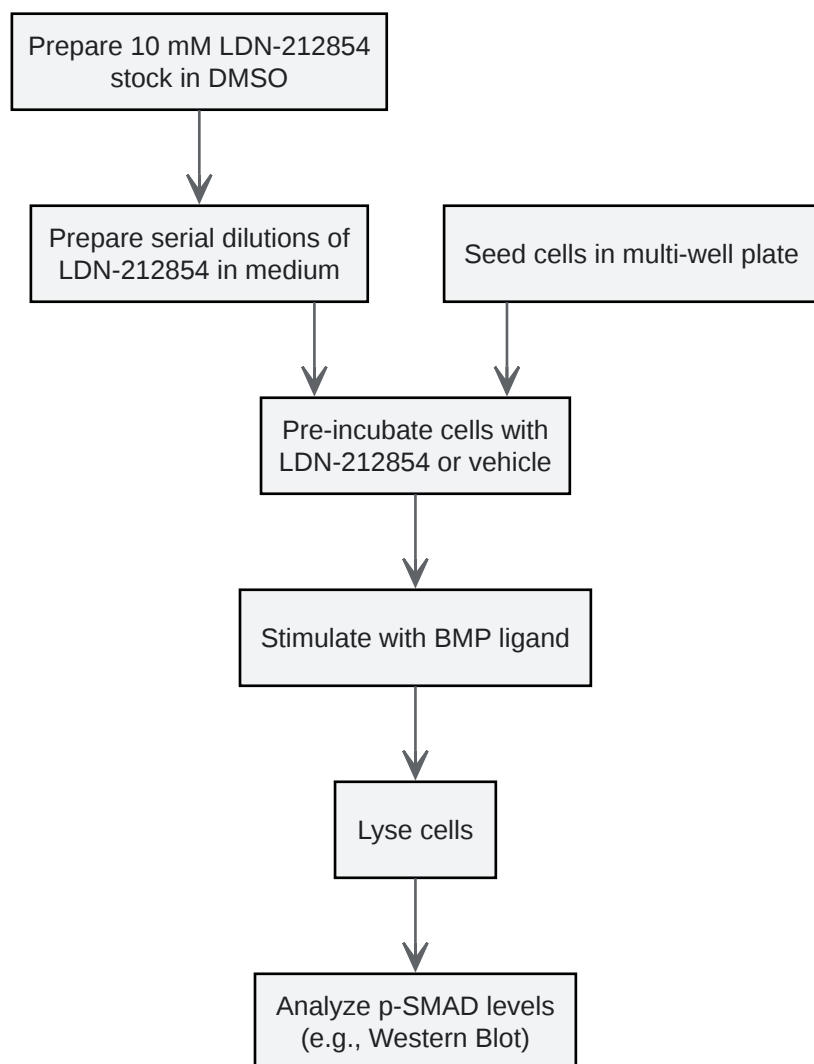 Prepare 10 mM LDN-212854
stock in DMSO
Prepare serial dilutions of
LDN-212854 in medium
Seed cells in multi-well plate
Pre-incubate cells with
LDN-212854 or vehicle
Stimulate with BMP ligand
Lyse cells
Analyze p-SMAD levels
(e.g., Western Blot)